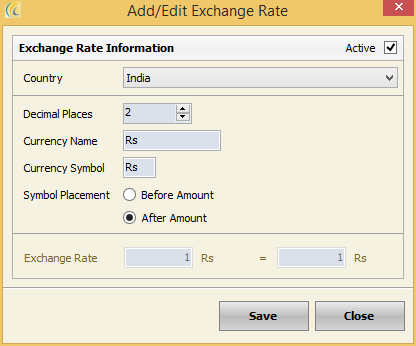 Add/Edit Exchange Rate
Exchange Rate Information Active
Country India
Decimal Places 2
Currency Name Rs
Currency Symbol Rs
Symbol Placement Before Amount
After Amount
Exchange Rate 1 Rs = 1 Rs
Save Close